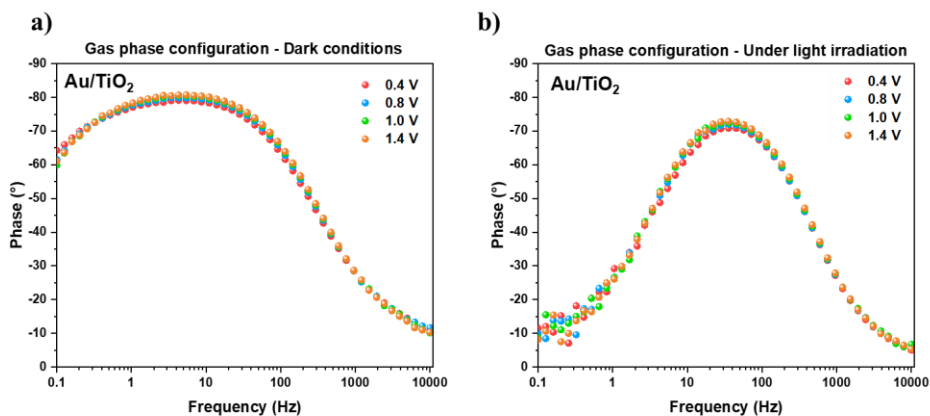 a)
Gas phase configuration - Dark conditions
Au/TiO₂
0.4 V
0.8 V
1.0 V
1.4 V
-90
-80
-70
-60
-50
-40
-30
-20
-10
0
Phase (°)
0.1 1 10 100 1000 10000
Frequency (Hz)
b)
Gas phase configuration - Under light irradiation
Au/TiO₂
0.4 V
0.8 V
1.0 V
1.4 V
-90
-80
-70
-60
-50
-40
-30
-20
-10
0
Phase (°)
0.1 1 10 100 1000 10000
Frequency (Hz)